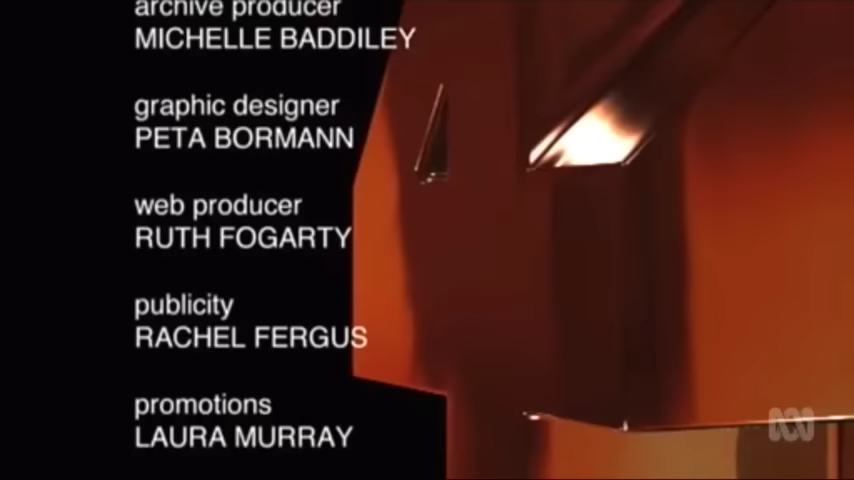 archive producer
MICHELLE BADDILEY
graphic designer
PETA BORMANN
web producer
RUTH FOGARTY
publicity
RACHEL FERGUS
promotions
LAURA MURRAY